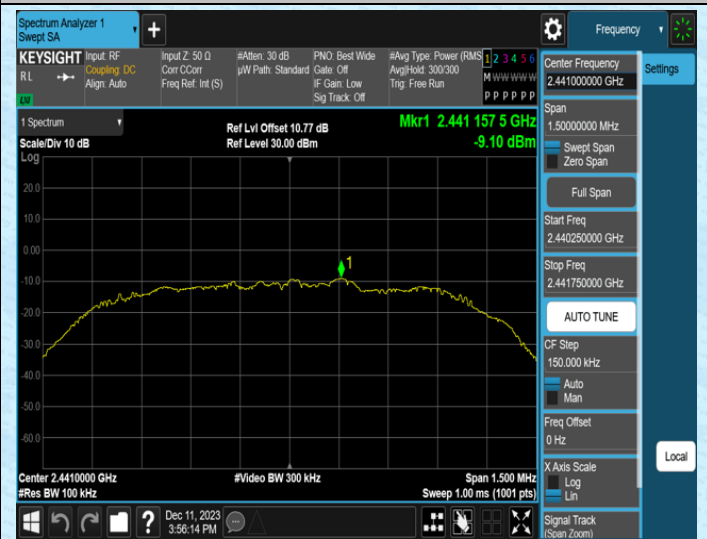 Spectrum Analyzer 1
Swept SA
+
Frequency
KEYSIGHT
Input: RF
Coupling: DC
Align: Auto
Input Z: 50 Ω
Corr CCorr
Freq Ref: Int (S)
#Atten: 30 dB
µW Path: Standard
PNO: Best Wide
Gate: Off
IF Gain: Low
Sig Track: Off
#Avg Type: Power (RMS
Avg|Hold: 300/300
Trig: Free Run
1 2 3 4 5 6
M W W W W W
P P P P P P
R L
LXI
1 Spectrum
Scale/Div 10 dB
Log
Ref Lvl Offset 10.77 dB
Ref Level 30.00 dBm
Mkr1 2.441 157 5 GHz
-9.10 dBm
20.0
10.0
0.00
-10.0
-20.0
-30.0
-40.0
-50.0
-60.0
1
Center 2.4410000 GHz
#Res BW 100 kHz
#Video BW 300 kHz
Span 1.500 MHz
Sweep 1.00 ms (1001 pts)
?
Dec 11, 2023
3:56:14 PM
Center Frequency
2.441000000 GHz
Settings
Span
1.50000000 MHz
Swept Span
Zero Span
Full Span
Start Freq
2.440250000 GHz
Stop Freq
2.441750000 GHz
AUTO TUNE
CF Step
150.000 kHz
Auto
Man
Freq Offset
0 Hz
X Axis Scale
Log
Lin
Local
Signal Track
(Span Zoom)